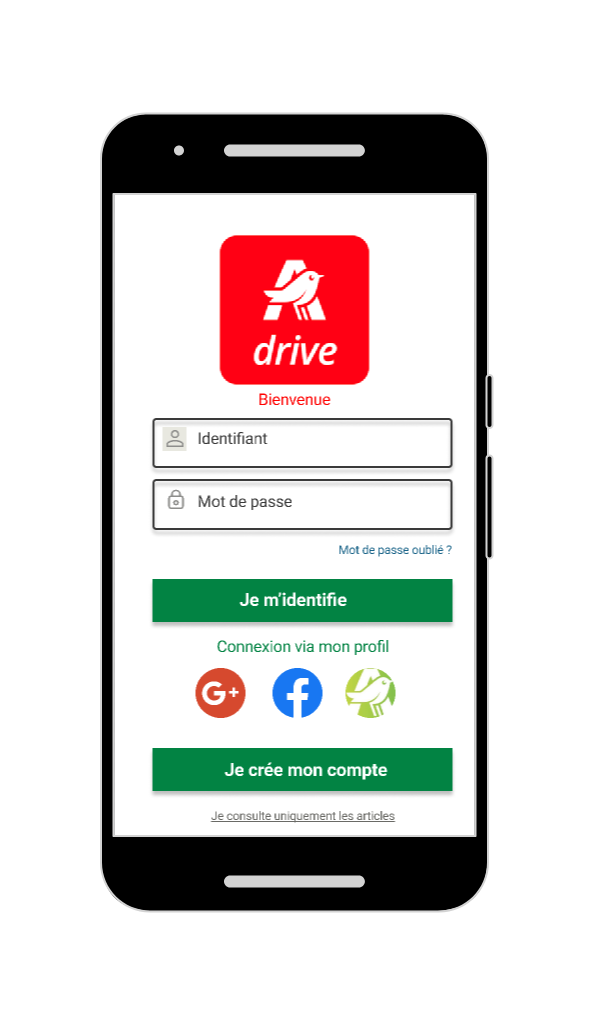 A
drive
Bienvenue
Identifiant
Mot de passe
Mot de passe oublié ?
Je m'identifie
Connexion via mon profil
G+
f
Je crée mon compte
Je consulte uniquement les articles